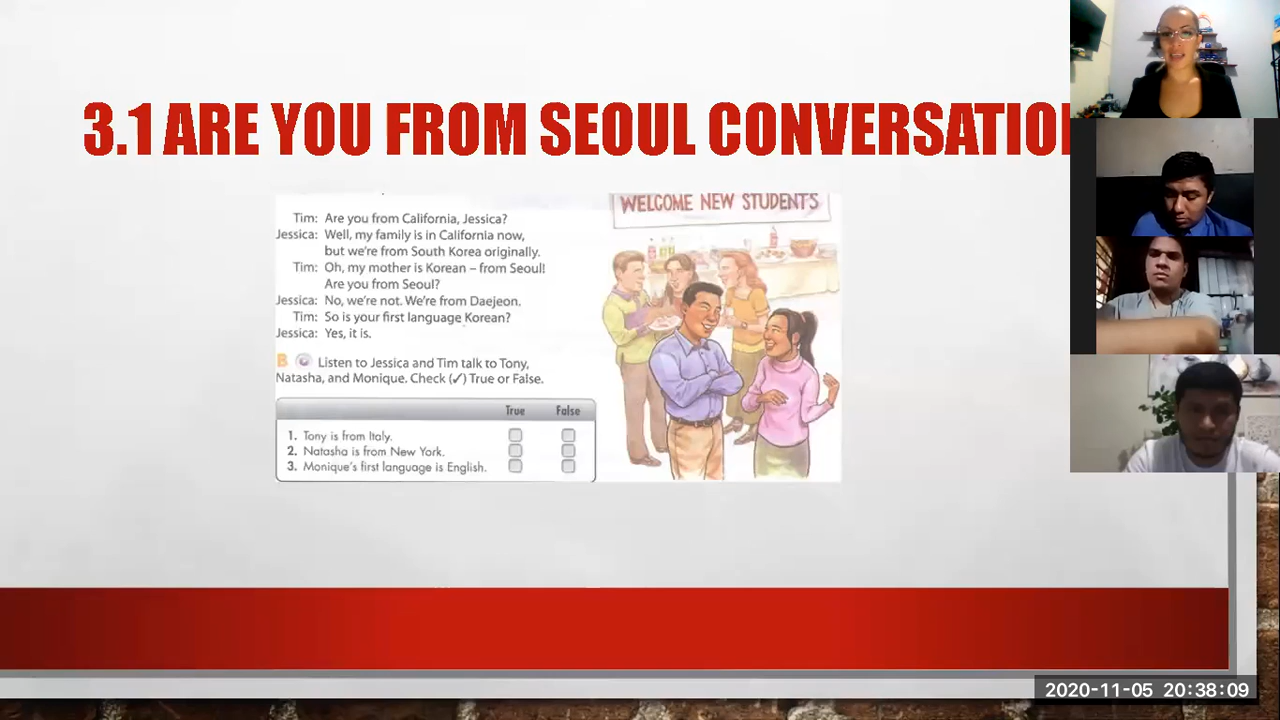 3.1 ARE YOU FROM SEOUL CONVERSATIO
WELCOME NEW STUDENTS
Tim: Are you from California, Jessica?
Jessica: Well, my family is in California now,
but we're from South Korea originally.
Tim: Oh, my mother is Korean – from Seoul!
Are you from Seoul?
Jessica: No, we're not. We're from Daejeon.
Tim: So is your first language Korean?
Jessica: Yes, it is.
B Listen to Jessica and Tim talk to Tony,
Natasha, and Monique. Check (✓) True or False.
True False
1. Tony is from Italy.
2. Natasha is from New York.
3. Monique's first language is English.
2020-11-05 20:38:09